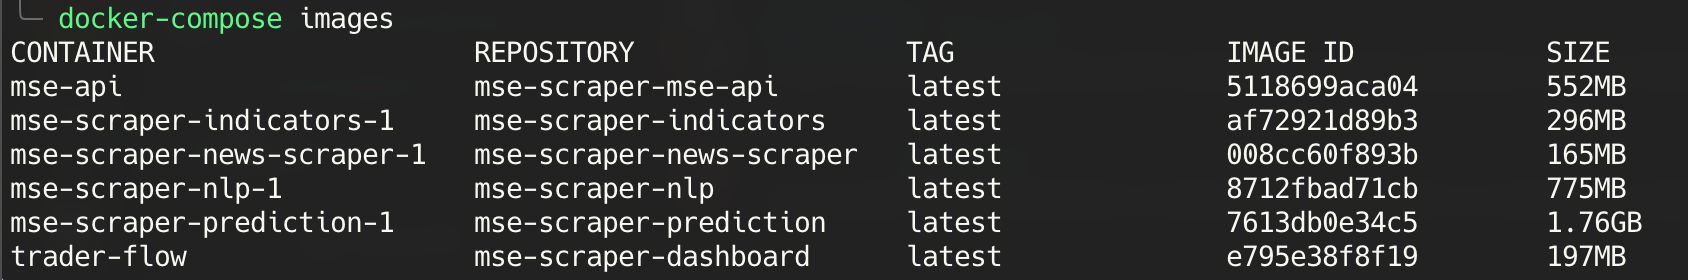 docker-compose images
CONTAINER REPOSITORY TAG IMAGE ID SIZE
mse-api mse-scraper-mse-api latest 5118699aca04 552MB
mse-scraper-indicators-1 mse-scraper-indicators latest af72921d89b3 296MB
mse-scraper-news-scraper-1 mse-scraper-news-scraper latest 008cc60f893b 165MB
mse-scraper-nlp-1 mse-scraper-nlp latest 8712fbad71cb 775MB
mse-scraper-prediction-1 mse-scraper-prediction latest 7613db0e34c5 1.76GB
trader-flow mse-scraper-dashboard latest e795e38f8f19 197MB